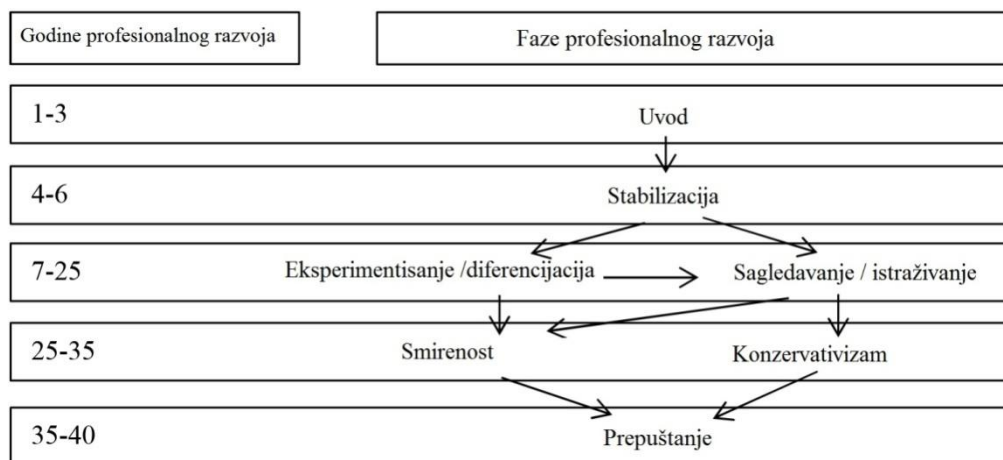 Godine profesionalnog razvoja
Faze profesionalnog razvoja
1-3
Uvod
4-6
Stabilizacija
7-25
Eksperimentisanje /diferencijacija
Sagledavanje / istraživanje
25-35
Smirenost
Konzervativizam
35-40
Prepuštanje